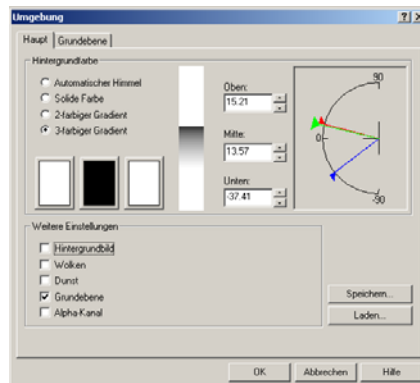 Umgebung
Haupt Grundebene
Hintergrundfarbe
Automatischer Himmel
Solide Farbe
2-farbiger Gradient
3-farbiger Gradient
Oben:
15.21
Mitte:
13.57
Unten:
-37.41
90
0
-90
Weitere Einstellungen
Hintergrundbild
Wolken
Dunst
Grundebene
Alpha-Kanal
Speichern...
Laden...
OK Abbrechen Hilfe